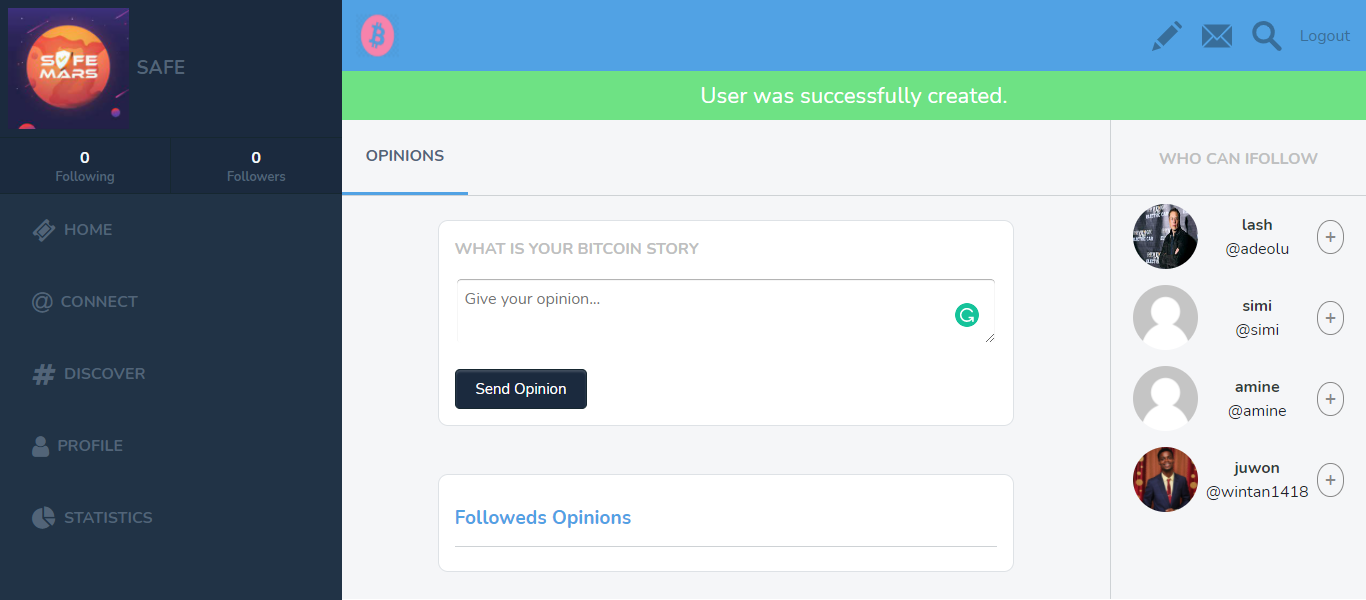 SAFE
MARS
SAFE
0
Following
0
Followers
HOME
@ CONNECT
# DISCOVER
PROFILE
STATISTICS
Logout
User was successfully created.
OPINIONS
WHAT IS YOUR BITCOIN STORY
Give your opinion...
Send Opinion
Followeds Opinions
WHO CAN IFOLLOW
lash
@adeolu
simi
@simi
amine
@amine
juwon
@wintan1418